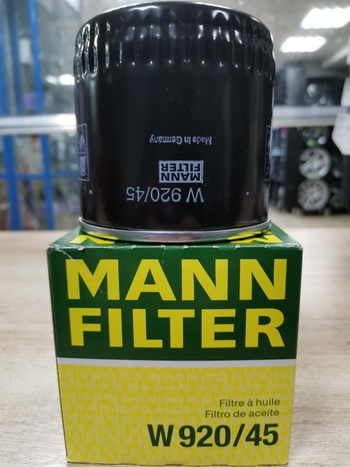 Made in Germany
MANN
FILTER
W 920/45
MANN
FILTER
Filtre à huile
Filtro de aceite
W 920/45